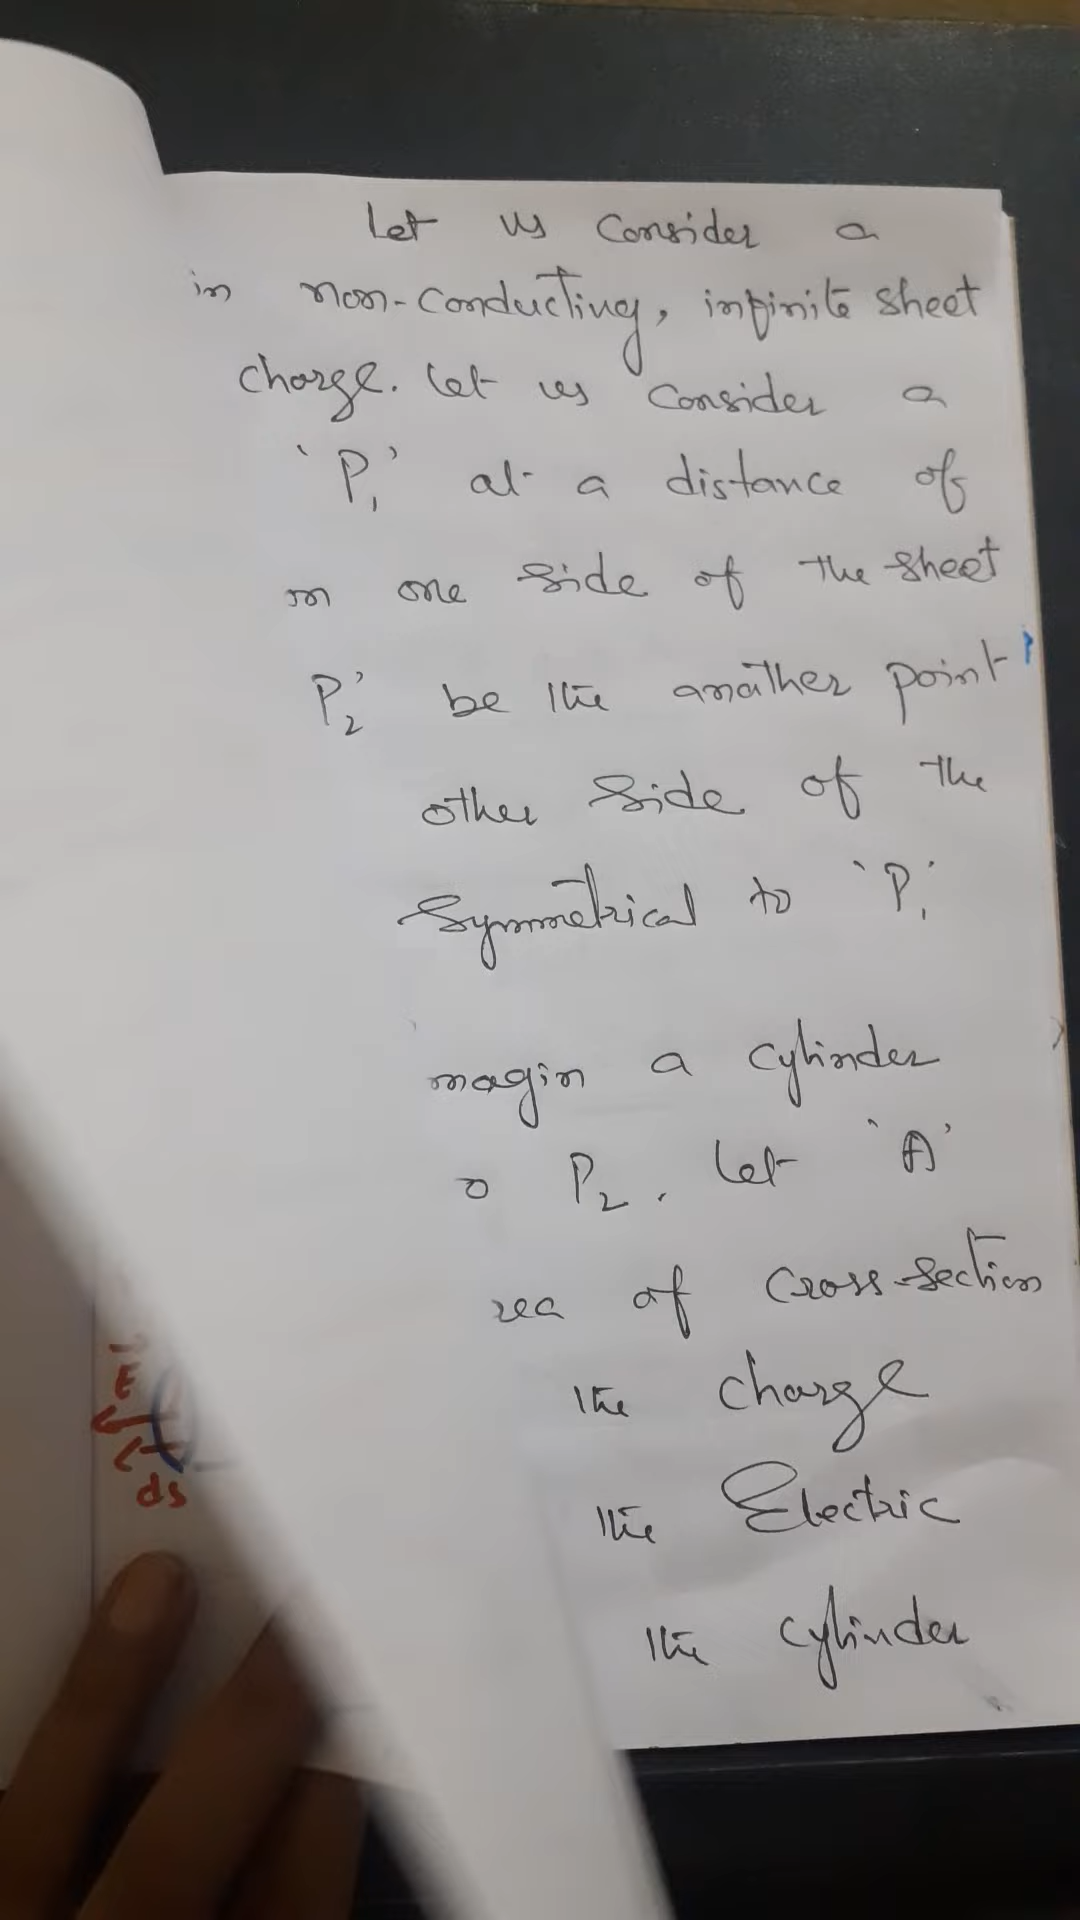 Let us Consider a
in non-conducting, infinite sheet
charge. Let us Consider a
'P₁' at a distance of
on one side of the sheet
P₂' be the another point
other side of the
Symmetrical to 'P₁'
magin a cylinder
o P₂. Let 'A'
rea of Cross-Section
the charge
the Electric
the cylinder
E
ds